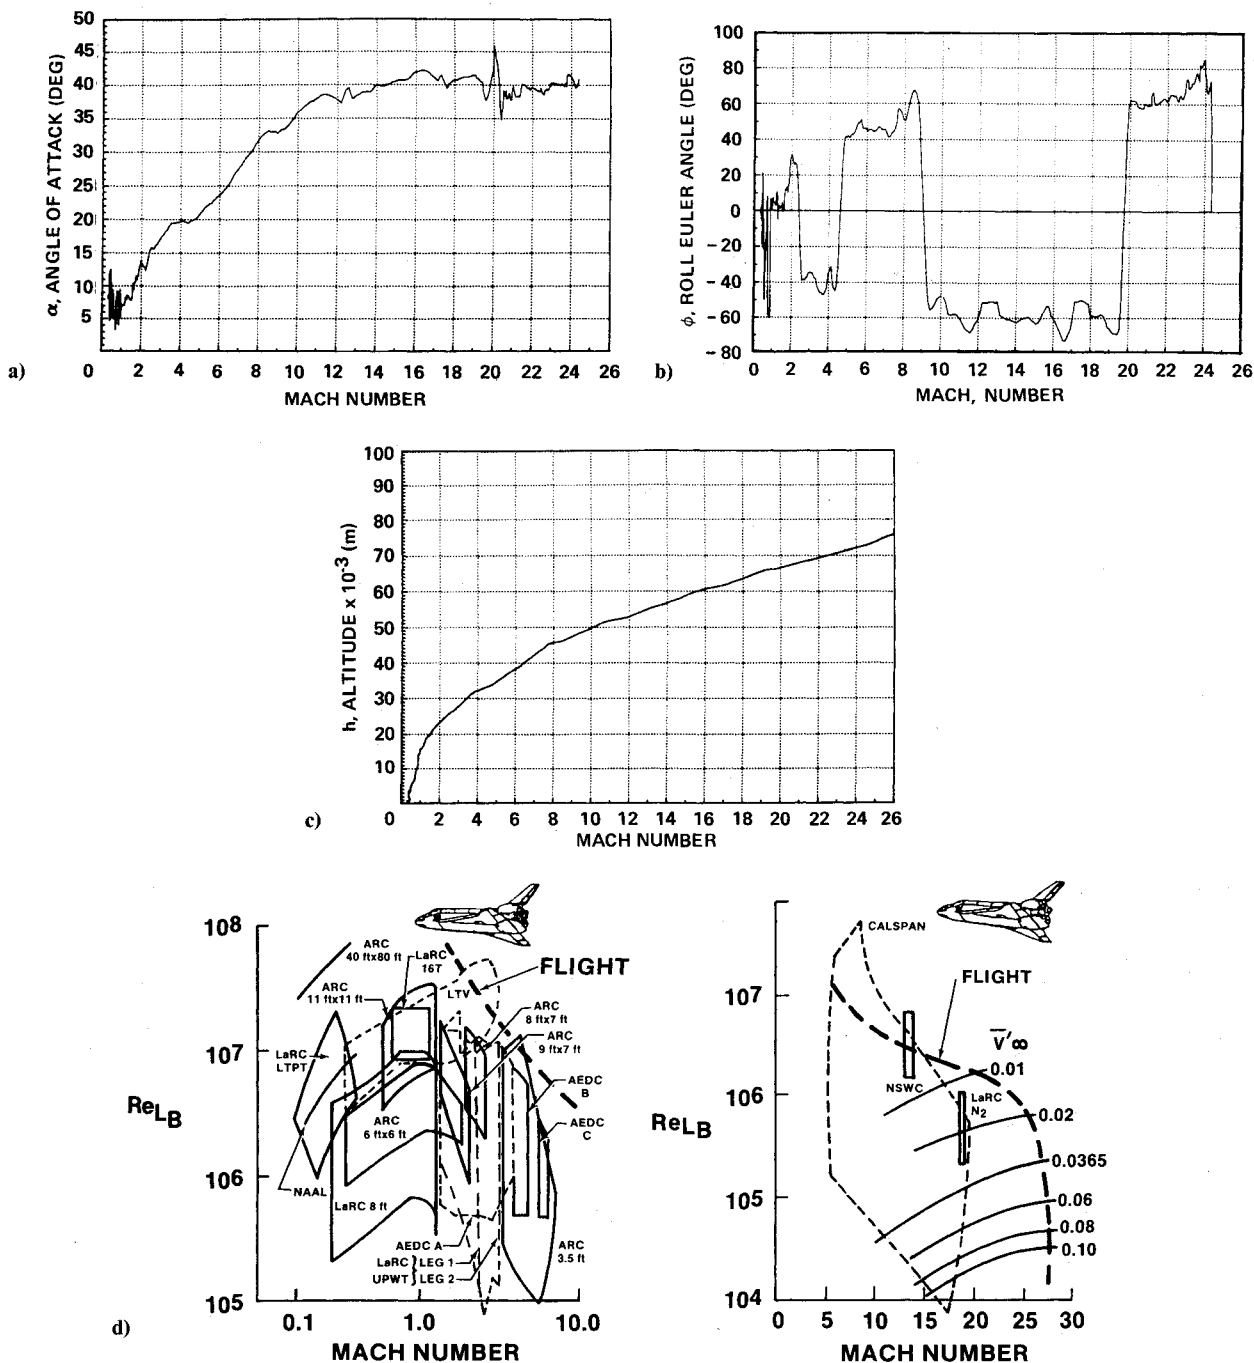 50
45
40
35
30
25
20
15
10
5
α, ANGLE OF ATTACK (DEG)
0 2 4 6 8 10 12 14 16 18 20 22 24 26
MACH NUMBER
a)
100
80
60
40
20
0
-20
-40
-60
-80
ϕ, ROLL EULER ANGLE (DEG)
0 2 4 6 8 10 12 14 16 18 20 22 24 26
MACH, NUMBER
b)
100
90
80
70
60
50
40
30
20
10
h, ALTITUDE x 10⁻³ (m)
0 2 4 6 8 10 12 14 16 18 20 22 24 26
MACH NUMBER
c)
10⁸
10⁷
10⁶
10⁵
ReLB
ARC
40 ftx80 ft
LaRC
16T
ARC
11 ftx11 ft
LTV
FLIGHT
ARC
8 ftx7 ft
ARC
9 ftx7 ft
LaRC
LTPT
AEDC
B
AEDC
C
ARC
6 ftx6 ft
NAAL
LaRC 8 ft
AEDC A
LaRC
UPWT
LEG 1
LEG 2
ARC
3.5 ft
0.1 1.0 10.0
MACH NUMBER
d)
10⁷
10⁶
10⁵
10⁴
ReLB
CALSPAN
FLIGHT
V̅′∞
NSWC
LaRC
N₂
0.01
0.02
0.0365
0.06
0.08
0.10
0 5 10 15 20 25 30
MACH NUMBER